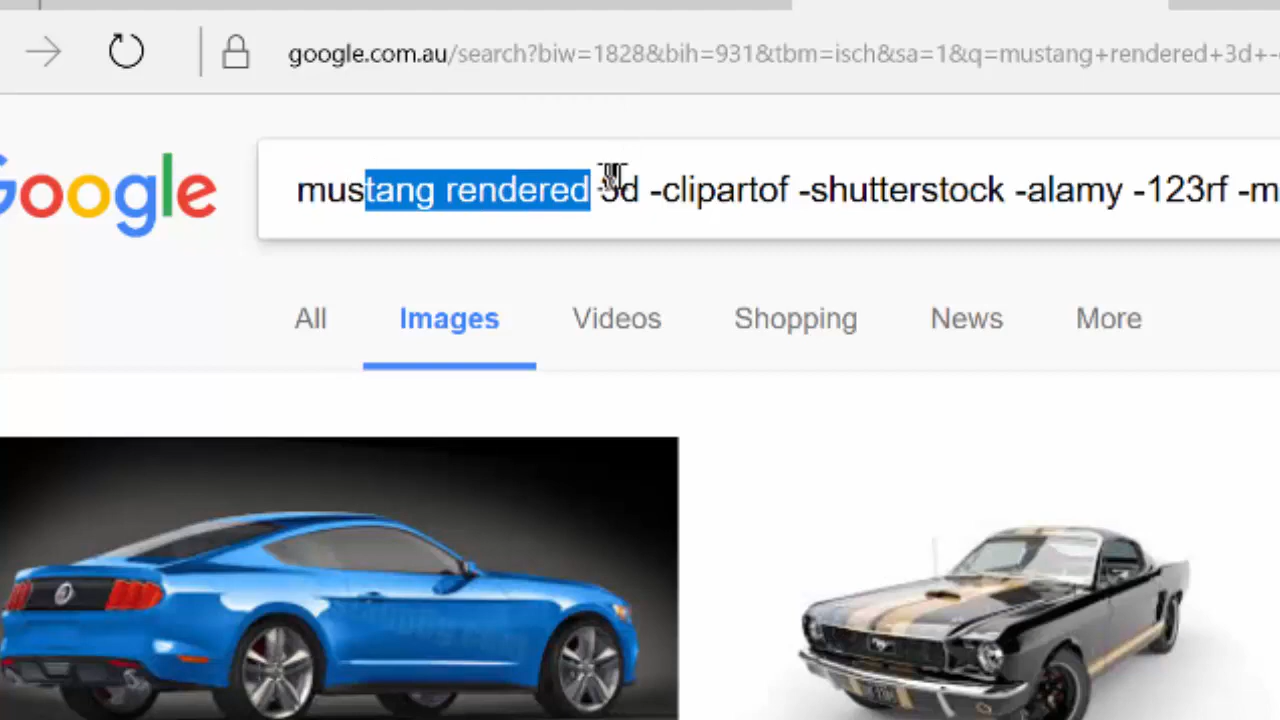 google.com.au/search?biw=1828&bih=931&tbm=isch&sa=1&q=mustang+rendered+3d+-
Google
mustang rendered 3d -clipartof -shutterstock -alamy -123rf -m
All Images Videos Shopping News More